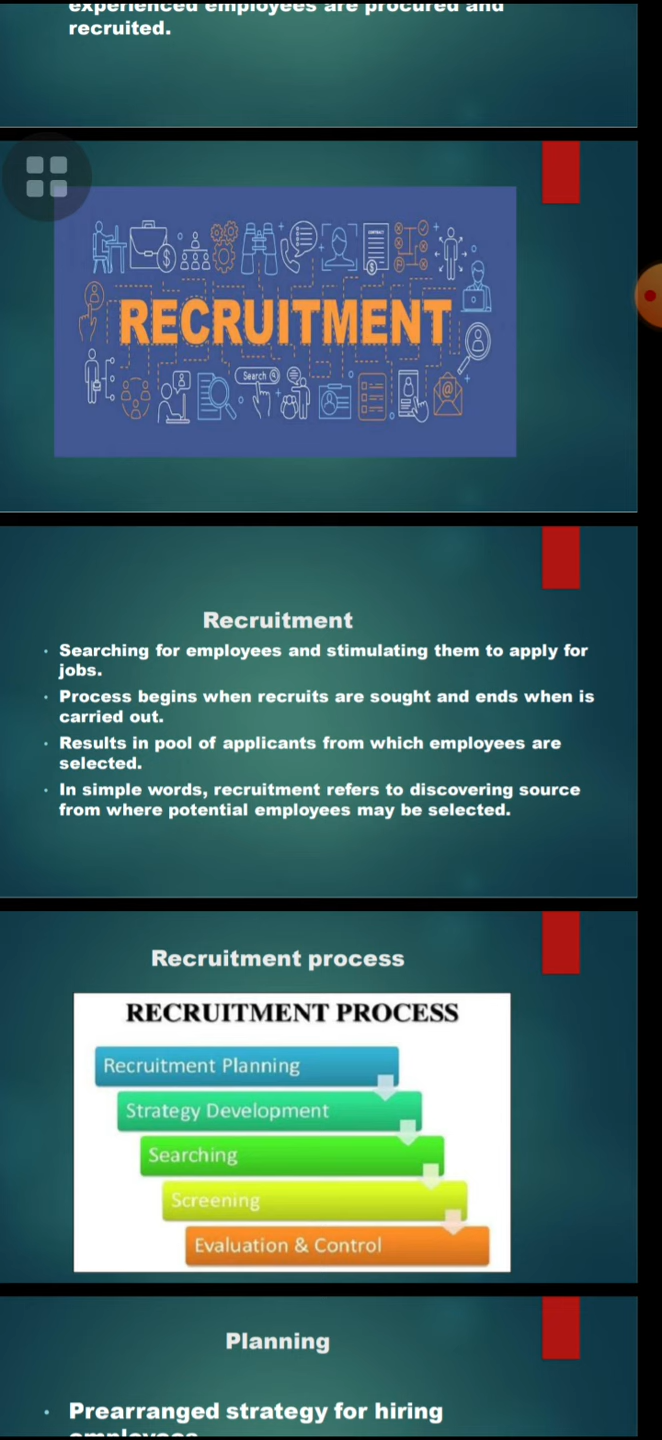 experienced employees are procured and
recruited.
RECRUITMENT
CONTRACT
$
$
Search
@
Recruitment
· Searching for employees and stimulating them to apply for
jobs.
· Process begins when recruits are sought and ends when is
carried out.
· Results in pool of applicants from which employees are
selected.
· In simple words, recruitment refers to discovering source
from where potential employees may be selected.
Recruitment process
RECRUITMENT PROCESS
Recruitment Planning
Strategy Development
Searching
Screening
Evaluation & Control
Planning
· Prearranged strategy for hiring
employees